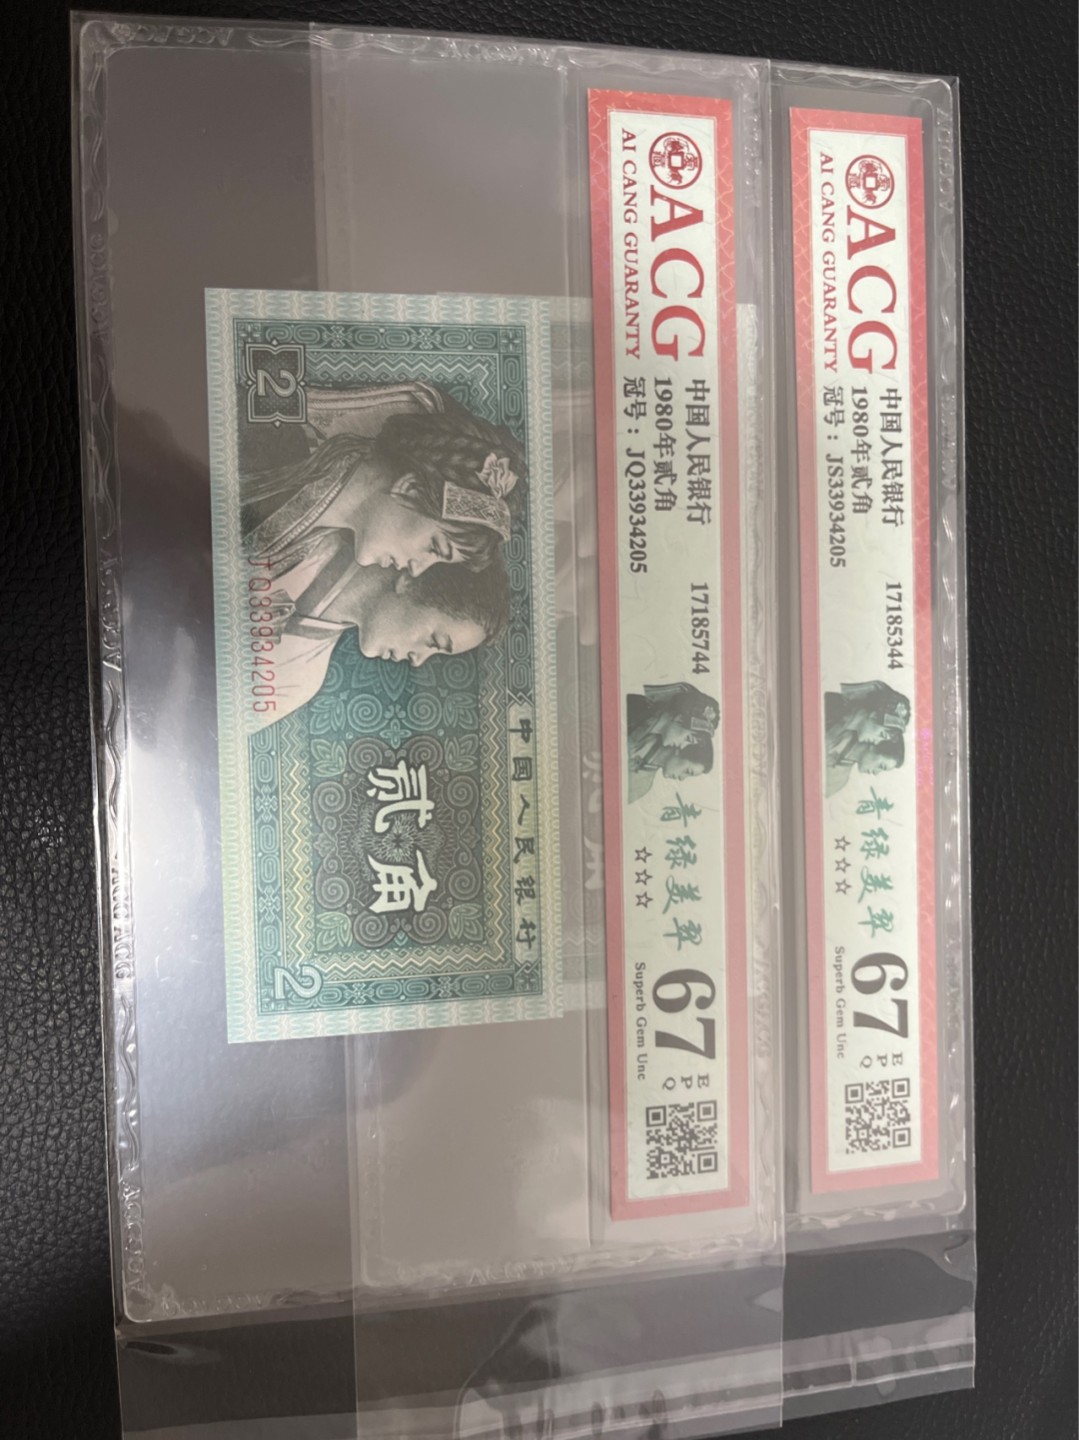 ACG
AI CANG GUARANTY
中国人民银行
1980年贰角
冠号：JS33934205
17185344
青绿美翠
☆☆☆
67
EPQ
Superb Gem Unc
ACG
AI CANG GUARANTY
中国人民银行
1980年贰角
冠号：JQ33934205
17185744
青绿美翠
☆☆☆
67
EPQ
Superb Gem Unc
中国人民银行
贰角
2
2
JQ33934205